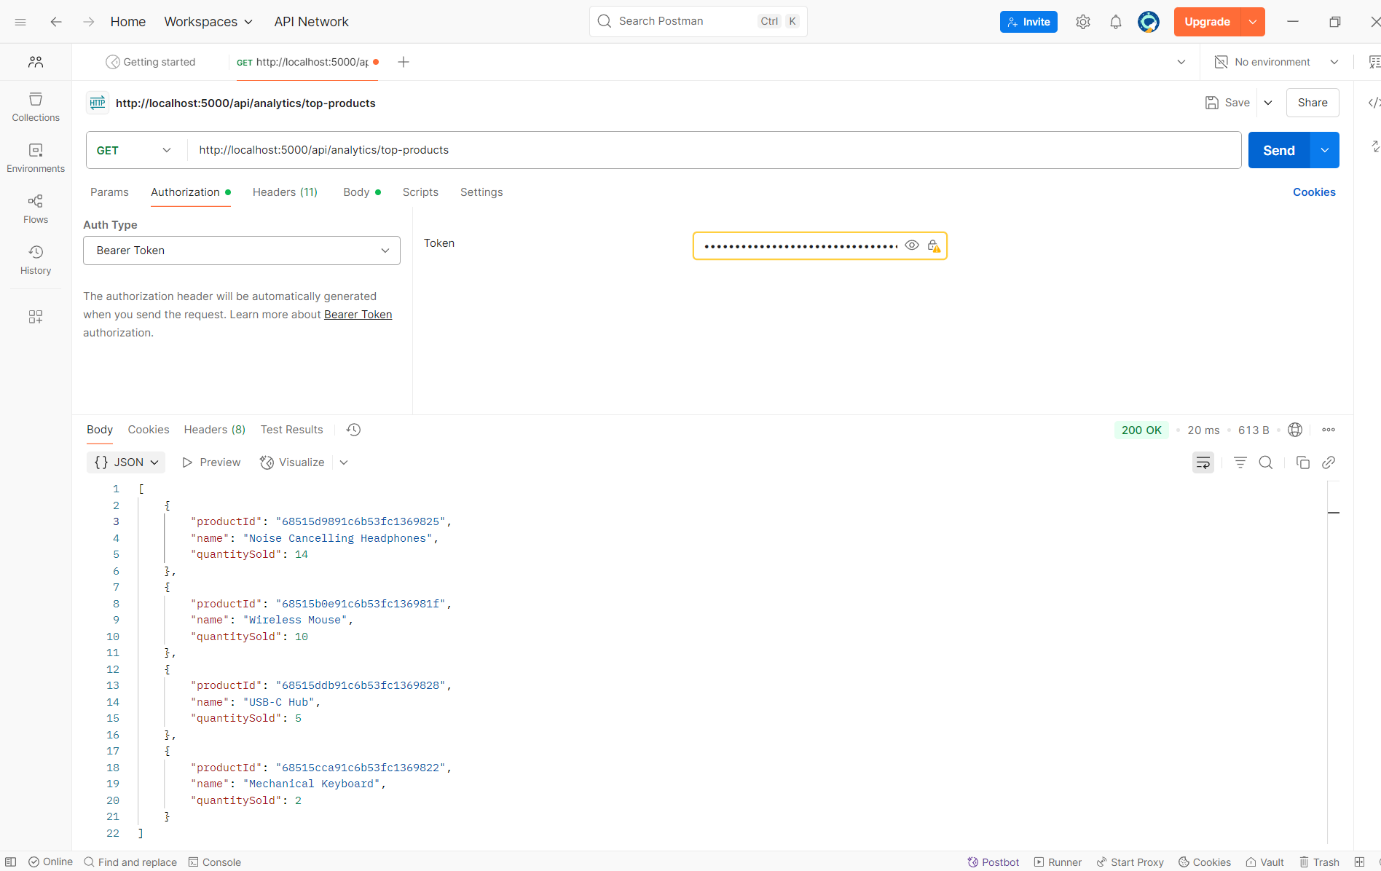 Home Workspaces API Network Search Postman Ctrl K Invite Upgrade
Getting started GET http://localhost:5000/ap No environment
HTTP http://localhost:5000/api/analytics/top-products Save Share
GET http://localhost:5000/api/analytics/top-products Send
Collections
Environments
Flows
History
Params Authorization Headers (11) Body Scripts Settings Cookies
Auth Type
Bearer Token
Token
The authorization header will be automatically generated
when you send the request. Learn more about Bearer Token
authorization.
Body Cookies Headers (8) Test Results 200 OK 20 ms 613 B
{} JSON Preview Visualize
1 [
2 {
3 "productId": "68515d9891c6b53fc1369825",
4 "name": "Noise Cancelling Headphones",
5 "quantitySold": 14
6 },
7 {
8 "productId": "68515b0e91c6b53fc136981f",
9 "name": "Wireless Mouse",
10 "quantitySold": 10
11 },
12 {
13 "productId": "68515ddb91c6b53fc1369828",
14 "name": "USB-C Hub",
15 "quantitySold": 5
16 },
17 {
18 "productId": "68515cca91c6b53fc1369822",
19 "name": "Mechanical Keyboard",
20 "quantitySold": 2
21 }
22 ]
Online Find and replace Console Postbot Runner Start Proxy Cookies Vault Trash